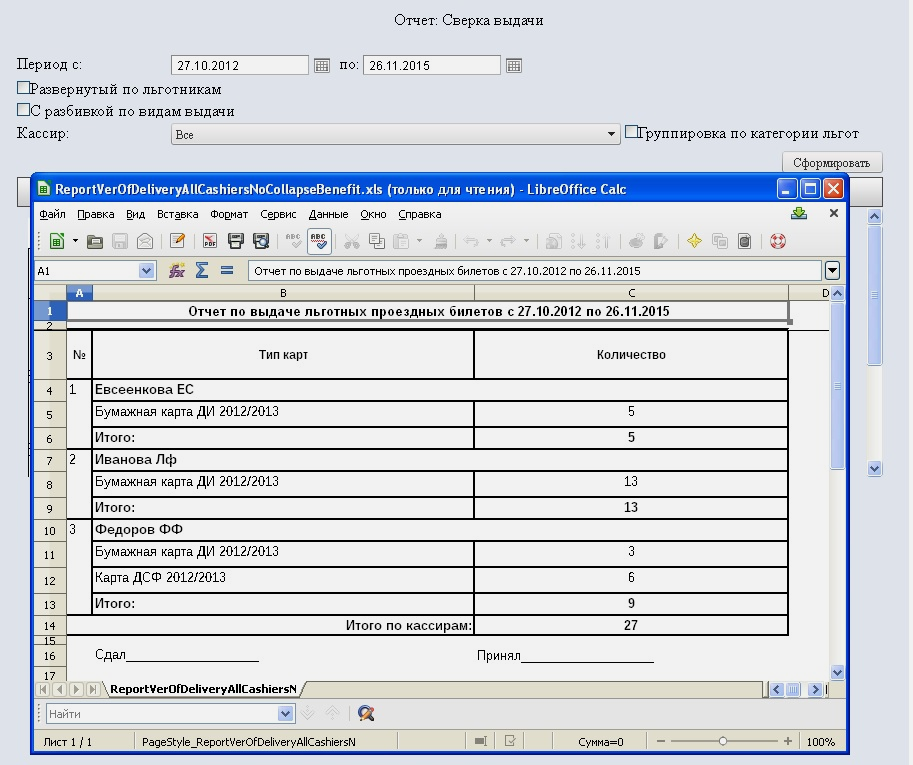 Отчет: Сверка выдачи
Период с: 27.10.2012 по: 26.11.2015
Развернутый по льготникам
С разбивкой по видам выдачи
Кассир: Все Группировка по категории льгот
Сформировать
ReportVerOfDeliveryAllCashiersNoCollapseBenefit.xls (только для чтения) - LibreOffice Calc
Файл Правка Вид Вставка Формат Сервис Данные Окно Справка
A1 Отчет по выдаче льготных проездных билетов с 27.10.2012 по 26.11.2015
A B C D
1 Отчет по выдаче льготных проездных билетов с 27.10.2012 по 26.11.2015
2
3 № Тип карт Количество
4 1 Евсеенкова ЕС
5 Бумажная карта ДИ 2012/2013 5
6 Итого: 5
7 2 Иванова Лф
8 Бумажная карта ДИ 2012/2013 13
9 Итого: 13
10 3 Федоров ФФ
11 Бумажная карта ДИ 2012/2013 3
12 Карта ДСФ 2012/2013 6
13 Итого: 9
14 Итого по кассирам: 27
15
16 Сдал___________________ Принял___________________
17
ReportVerOfDeliveryAllCashiersN
Найти
Лист 1 / 1 PageStyle_ReportVerOfDeliveryAllCashiersN Сумма=0 100%